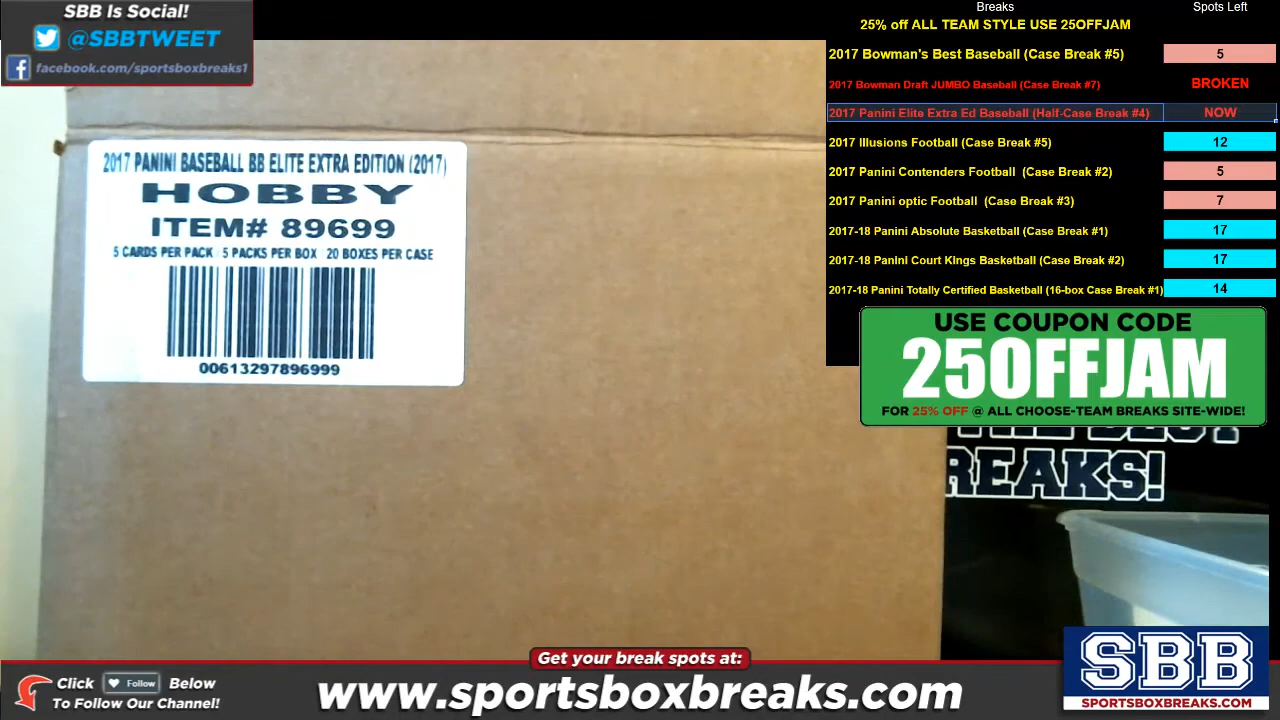 SBB Is Social!
@SBBTWEET
facebook.com/sportsboxbreaks1
Breaks Spots Left
25% off ALL TEAM STYLE USE 25OFFJAM
2017 Bowman's Best Baseball (Case Break #5) 5
2017 Bowman Draft JUMBO Baseball (Case Break #7) BROKEN
2017 Panini Elite Extra Ed Baseball (Half-Case Break #4) NOW
2017 Illusions Football (Case Break #5) 12
2017 Panini Contenders Football (Case Break #2) 5
2017 Panini optic Football (Case Break #3) 7
2017-18 Panini Absolute Basketball (Case Break #1) 17
2017-18 Panini Court Kings Basketball (Case Break #2) 17
2017-18 Panini Totally Certified Basketball (16-box Case Break #1) 14
USE COUPON CODE
25OFFJAM
FOR 25% OFF @ ALL CHOOSE-TEAM BREAKS SITE-WIDE!
2017 PANINI BASEBALL BB ELITE EXTRA EDITION (2017)
HOBBY
ITEM# 89699
5 CARDS PER PACK 5 PACKS PER BOX 20 BOXES PER CASE
00613297896999
REAKS!
Get your break spots at:
www.sportsboxbreaks.com
Click Follow Below
To Follow Our Channel!
SBB
SPORTSBOXBREAKS.COM